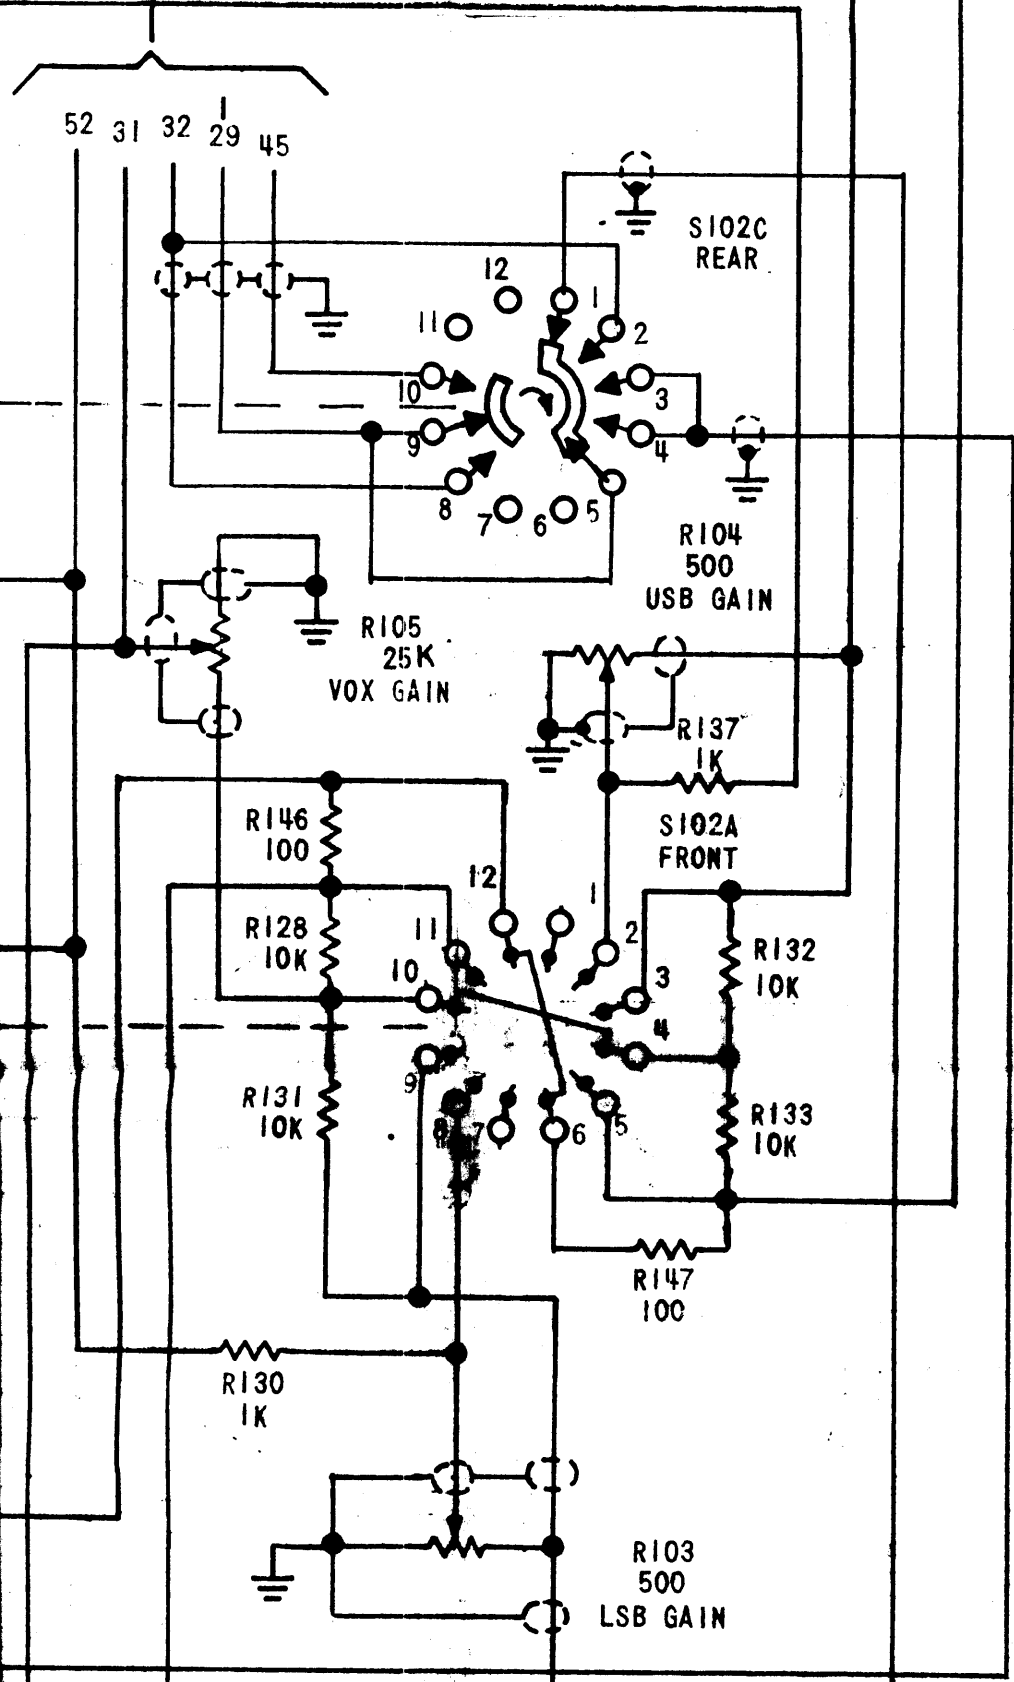 52 31 32 29 45
S102C
REAR
12 1
11 2
10 3
9 4
8 7 6 5
R104
500
USB GAIN
R105
25K
VOX GAIN
R137
1K
R146
100
S102A
FRONT
12 1
R128
10K
11 2
R132
10K
10 3
4
9
R131
10K
8 7 6 5
R133
10K
R147
100
R130
1K
R103
500
LSB GAIN